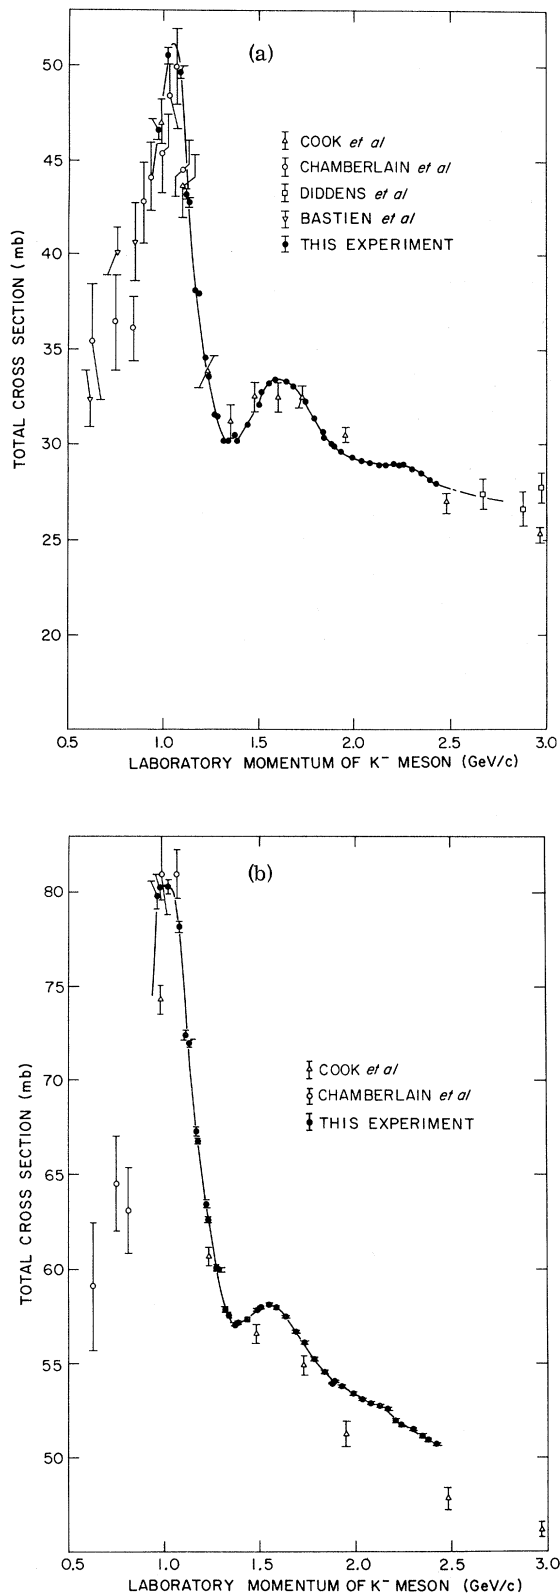 (a)
50
45
40
35
30
25
20
TOTAL CROSS SECTION (mb)
COOK et al
CHAMBERLAIN et al
DIDDENS et al
BASTIEN et al
THIS EXPERIMENT
0.5 1.0 1.5 2.0 2.5 3.0
LABORATORY MOMENTUM OF K⁻ MESON (GeV/c)
(b)
80
75
70
65
60
55
50
TOTAL CROSS SECTION (mb)
COOK et al
CHAMBERLAIN et al
THIS EXPERIMENT
0.5 1.0 1.5 2.0 2.5 3.0
LABORATORY MOMENTUM OF K⁻ MESON (GeV/c)